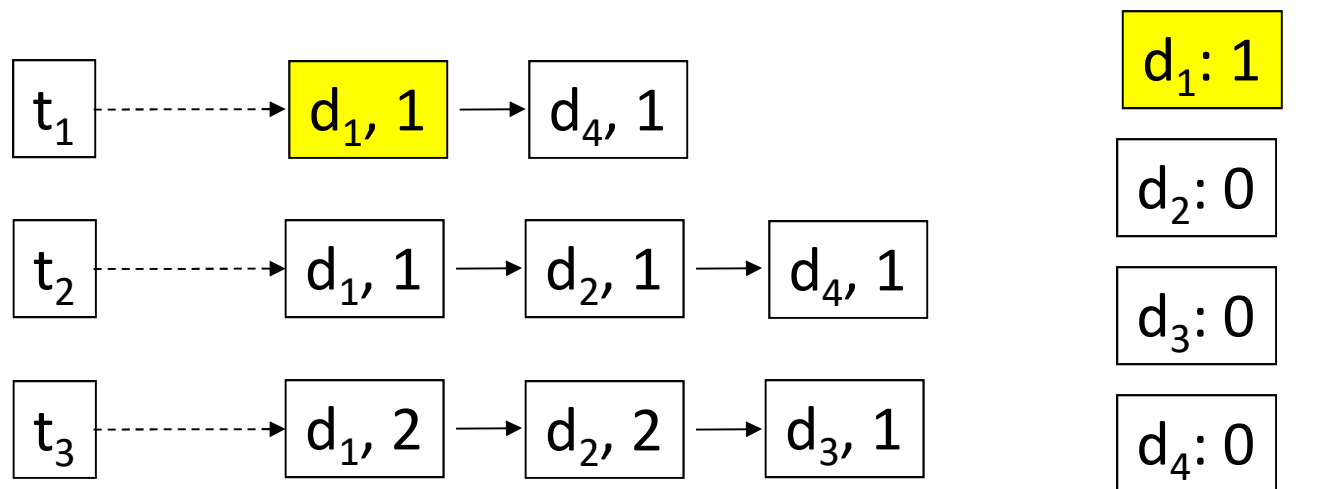 t₁ d₁, 1 d₄, 1
t₂ d₁, 1 d₂, 1 d₄, 1
t₃ d₁, 2 d₂, 2 d₃, 1
d₁: 1
d₂: 0
d₃: 0
d₄: 0